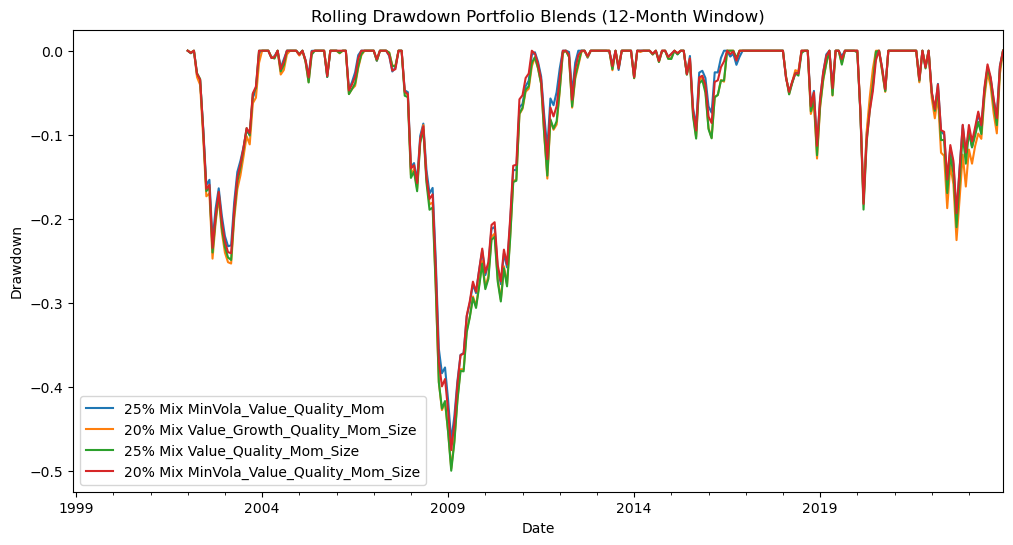 Rolling Drawdown Portfolio Blends (12-Month Window)
0.0
−0.1
−0.2
−0.3
−0.4
−0.5
Drawdown
25% Mix MinVola_Value_Quality_Mom
20% Mix Value_Growth_Quality_Mom_Size
25% Mix Value_Quality_Mom_Size
20% Mix MinVola_Value_Quality_Mom_Size
1999 2004 2009 2014 2019
Date